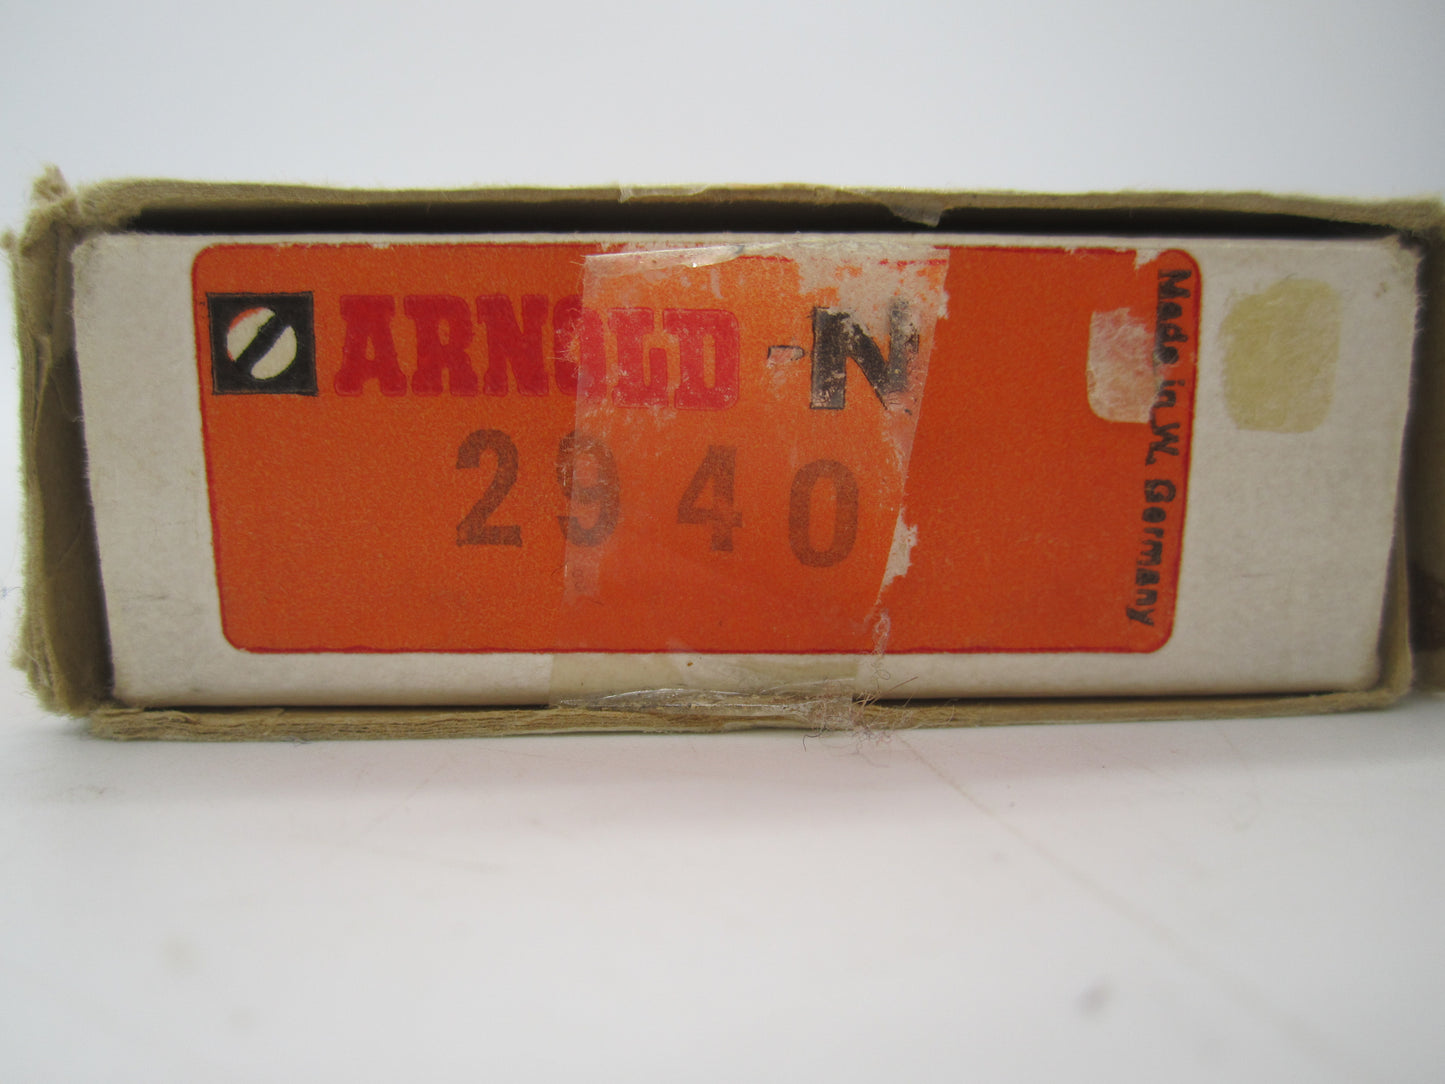 ARNOLD -N
2940
Made in W. Germany